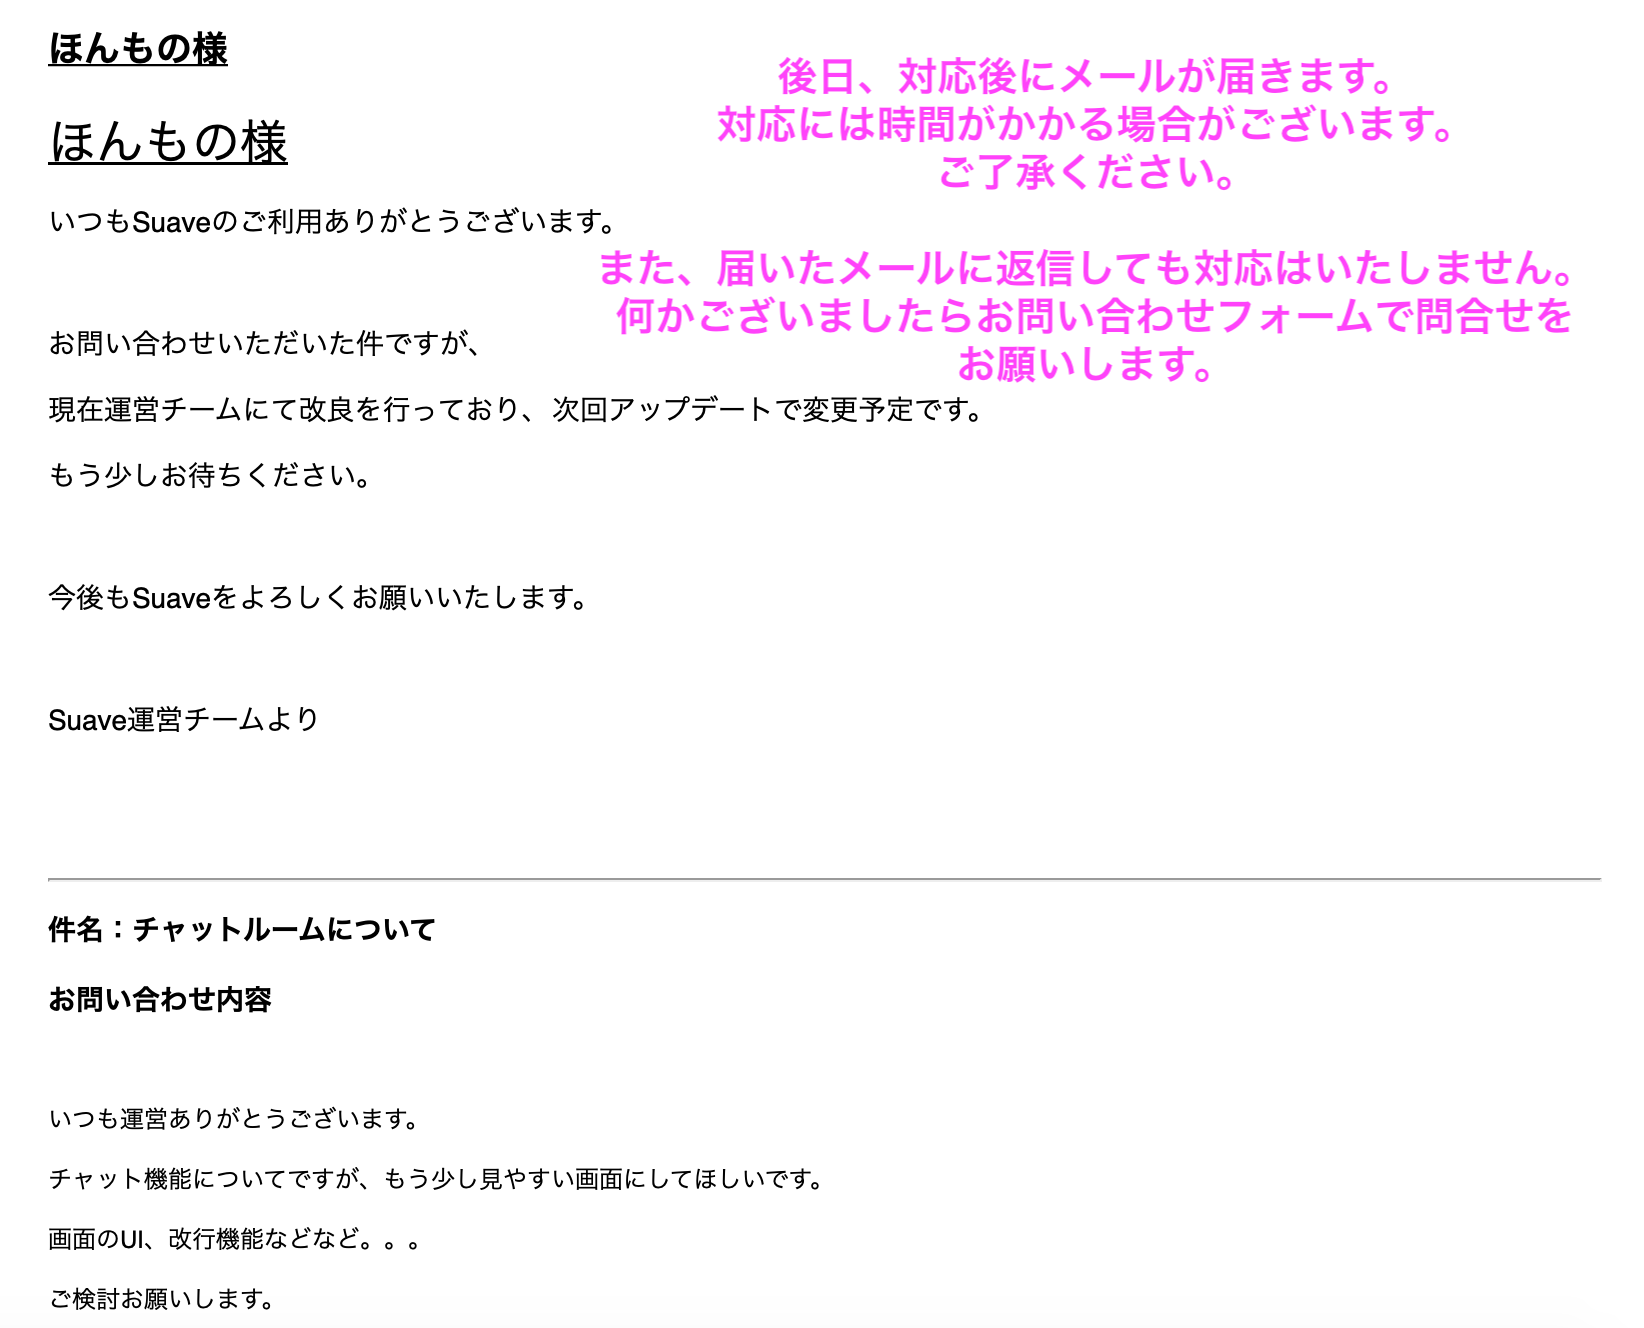 ほんもの様
後日、対応後にメールが届きます。
対応には時間がかかる場合がございます。
ご了承ください。
ほんもの様
いつもSuaveのご利用ありがとうございます。
また、届いたメールに返信しても対応はいたしません。
何かございましたらお問い合わせフォームで問合せを
お願いします。
お問い合わせいただいた件ですが、
現在運営チームにて改良を行っており、次回アップデートで変更予定です。
もう少しお待ちください。
今後もSuaveをよろしくお願いいたします。
Suave運営チームより
件名：チャットルームについて
お問い合わせ内容
いつも運営ありがとうございます。
チャット機能についてですが、もう少し見やすい画面にしてほしいです。
画面のUI、改行機能などなど。。。
ご検討お願いします。